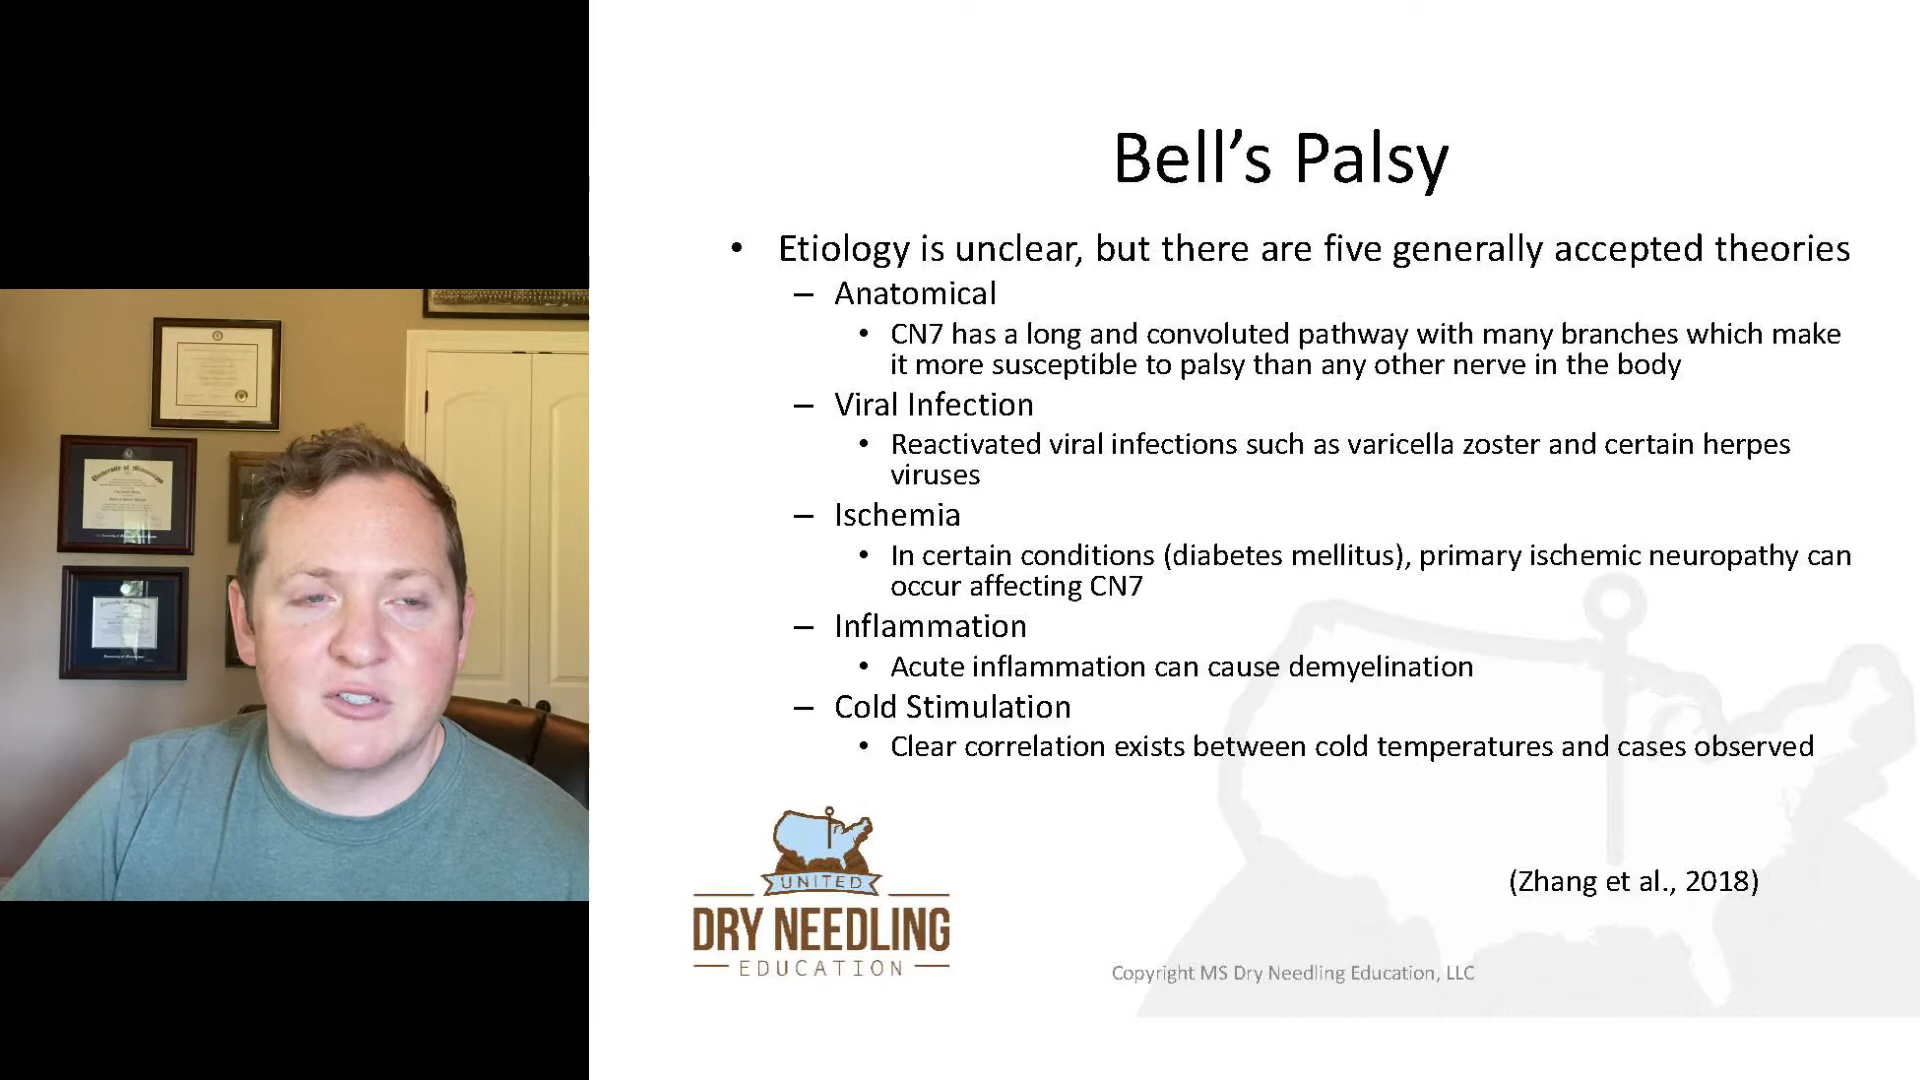 Bell’s Palsy
• Etiology is unclear, but there are five generally accepted theories
– Anatomical
• CN7 has a long and convoluted pathway with many branches which make
it more susceptible to palsy than any other nerve in the body
– Viral Infection
• Reactivated viral infections such as varicella zoster and certain herpes
viruses
– Ischemia
• In certain conditions (diabetes mellitus), primary ischemic neuropathy can
occur affecting CN7
– Inflammation
• Acute inflammation can cause demyelination
– Cold Stimulation
• Clear correlation exists between cold temperatures and cases observed
(Zhang et al., 2018)
UNITED
DRY NEEDLING
EDUCATION
Copyright MS Dry Needling Education, LLC
University of Mississippi